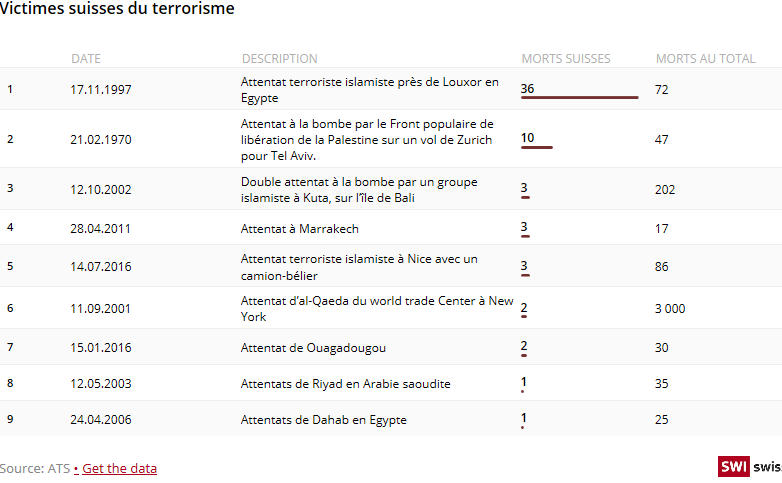 Victimes suisses du terrorisme
DATE DESCRIPTION MORTS SUISSES MORTS AU TOTAL
1 17.11.1997 Attentat terroriste islamiste près de Louxor en 36 72
Egypte
2 21.02.1970 Attentat à la bombe par le Front populaire de 10 47
libération de la Palestine sur un vol de Zurich
pour Tel Aviv.
3 12.10.2002 Double attentat à la bombe par un groupe 3 202
islamiste à Kuta, sur l'île de Bali
4 28.04.2011 Attentat à Marrakech 3 17
5 14.07.2016 Attentat terroriste islamiste à Nice avec un 3 86
camion-bélier
6 11.09.2001 Attentat d'al-Qaeda du world trade Center à New 2 3 000
York
7 15.01.2016 Attentat de Ouagadougou 2 30
8 12.05.2003 Attentats de Riyad en Arabie saoudite 1 35
9 24.04.2006 Attentats de Dahab en Egypte 1 25
Source: ATS • Get the data
SWI swis